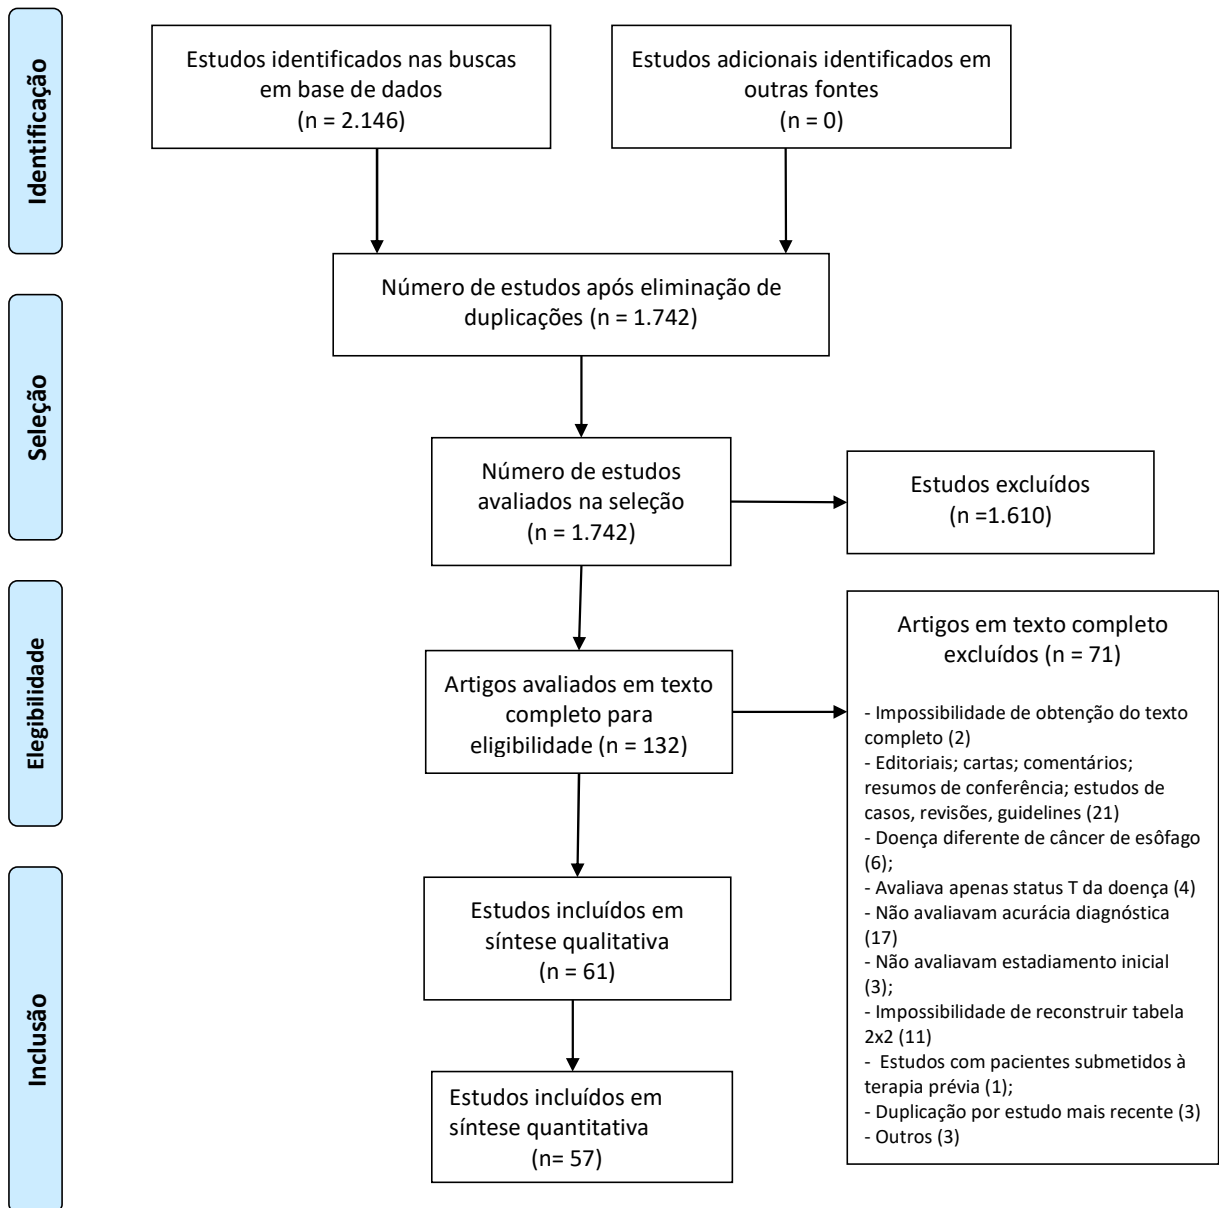 Identificação
Estudos identificados nas buscas
em base de dados
(n = 2.146)
Estudos adicionais identificados em
outras fontes
(n = 0)
Número de estudos após eliminação de
duplicações (n = 1.742)
Seleção
Número de estudos
avaliados na seleção
(n = 1.742)
Estudos excluídos
(n =1.610)
Elegibilidade
Artigos avaliados em texto
completo para
eligibilidade (n = 132)
Artigos em texto completo
excluídos (n = 71)
- Impossibilidade de obtenção do texto
completo (2)
- Editoriais; cartas; comentários;
resumos de conferência; estudos de
casos, revisões, guidelines (21)
- Doença diferente de câncer de esôfago
(6);
- Avaliava apenas status T da doença (4)
- Não avaliavam acurácia diagnóstica
(17)
- Não avaliavam estadiamento inicial
(3);
- Impossibilidade de reconstruir tabela
2x2 (11)
- Estudos com pacientes submetidos à
terapia prévia (1);
- Duplicação por estudo mais recente (3)
- Outros (3)
Inclusão
Estudos incluídos em
síntese qualitativa
(n = 61)
Estudos incluídos em
síntese quantitativa
(n= 57)